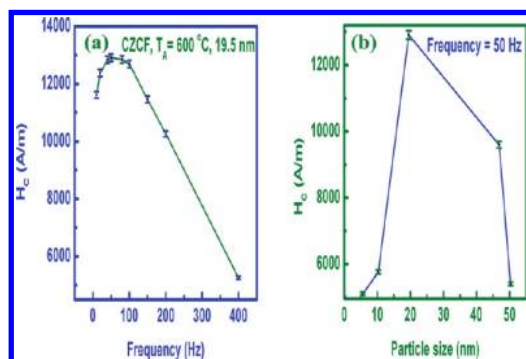 (a) CZCF, T_A= 600 °C, 19.5 nm
14000
12000
10000
8000
6000
H_C (A/m)
0 100 200 300 400
Frequency (Hz)
(b) Frequency = 50 Hz
12000
10000
8000
6000
H_C (A/m)
0 10 20 30 40 50
Particle size (nm)